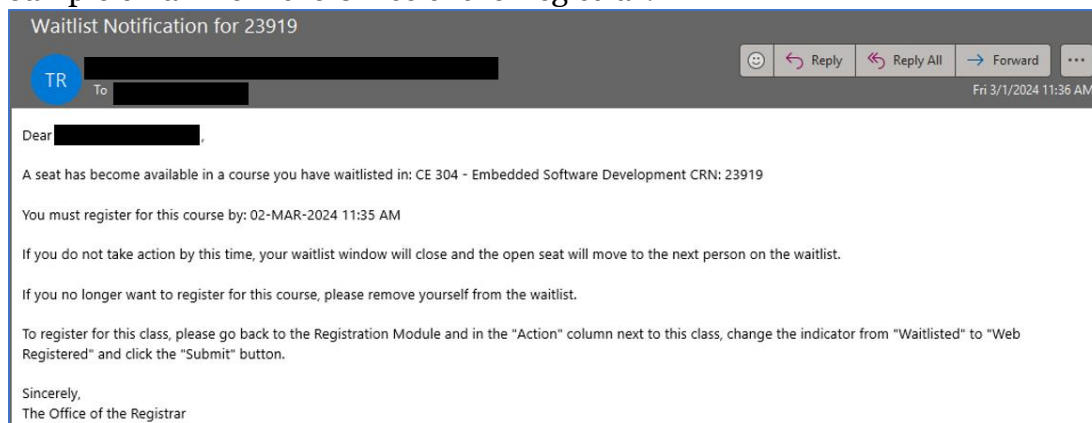 Waitlist Notification for 23919
TR
To
Reply
Reply All
Forward
Fri 3/1/2024 11:36 AM
Dear ,
A seat has become available in a course you have waitlisted in: CE 304 - Embedded Software Development CRN: 23919
You must register for this course by: 02-MAR-2024 11:35 AM
If you do not take action by this time, your waitlist window will close and the open seat will move to the next person on the waitlist.
If you no longer want to register for this course, please remove yourself from the waitlist.
To register for this class, please go back to the Registration Module and in the "Action" column next to this class, change the indicator from "Waitlisted" to "Web
Registered" and click the "Submit" button.
Sincerely,
The Office of the Registrar